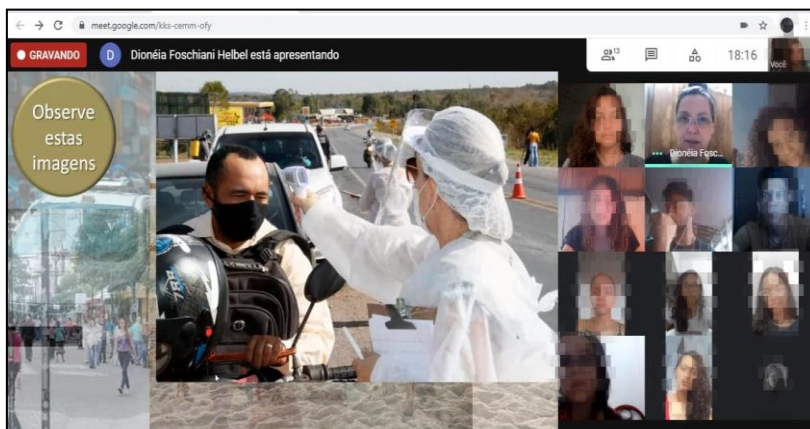 meet.google.com/kks-cemm-ofy
GRAVANDO
D
Dionéia Foschiani Helbel está apresentando
13
18:16
Você
Observe
estas
imagens
Dionéia Fosc...